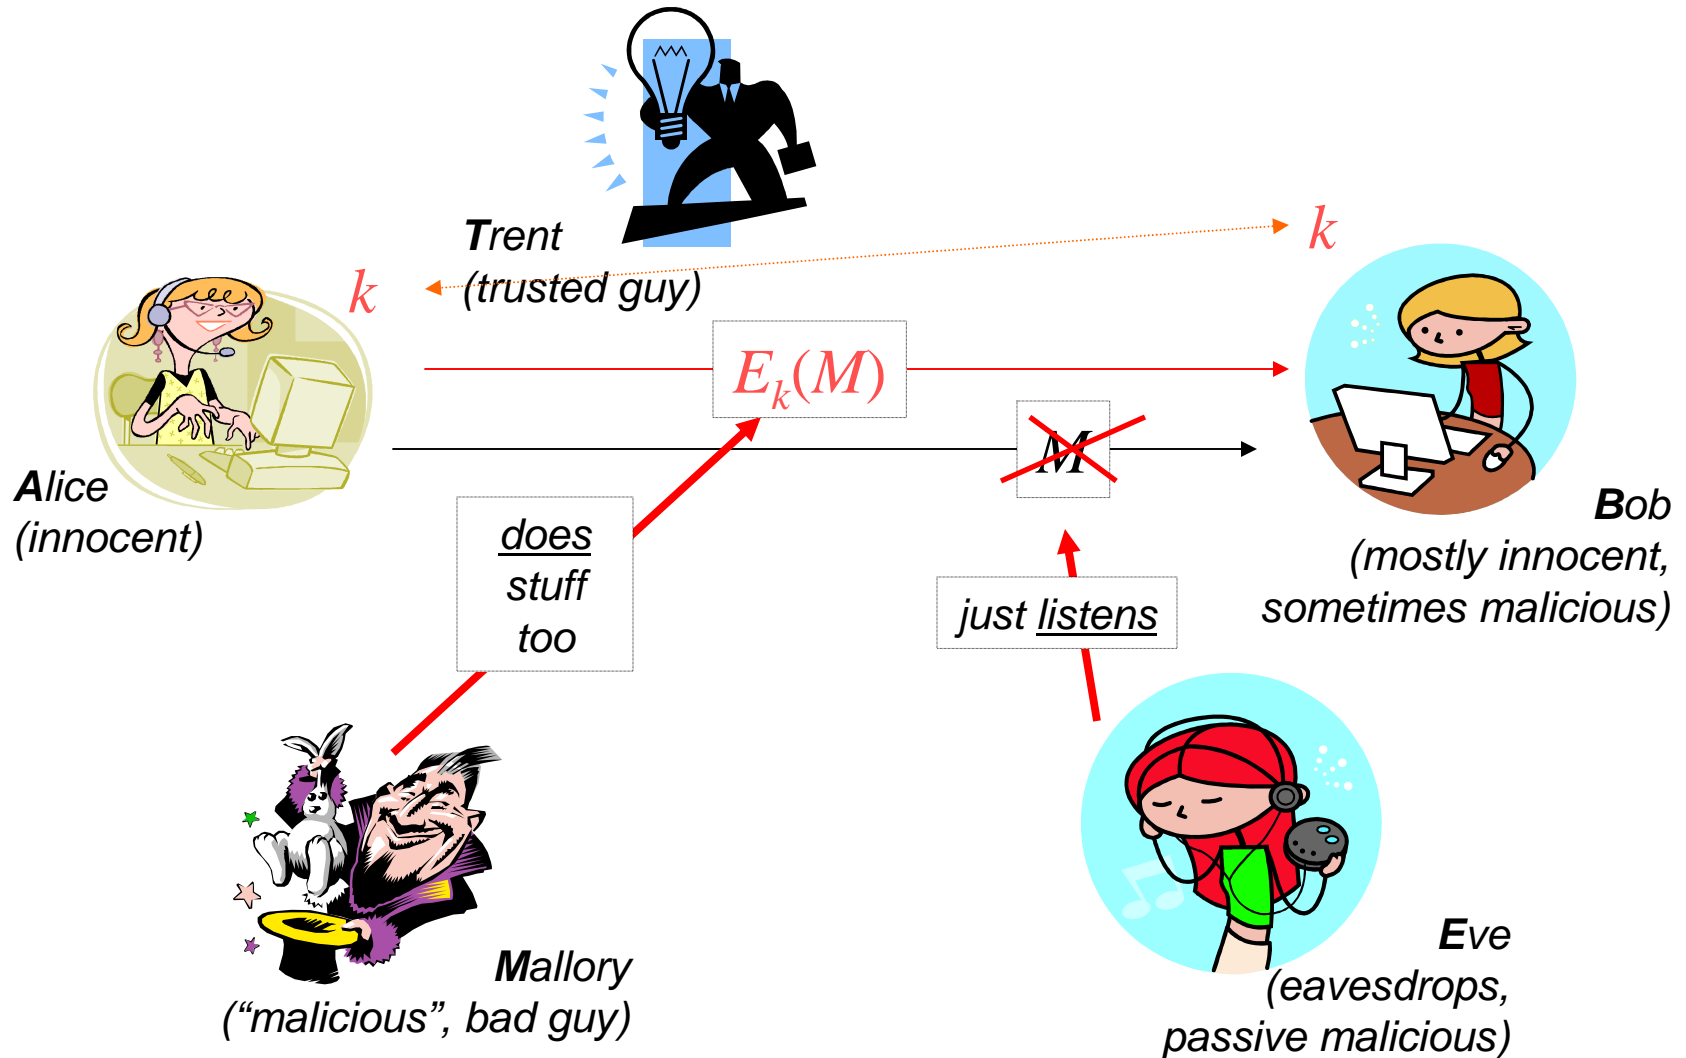 Trent
(trusted guy)
k
k
E_k(M)
M
Alice
(innocent)
does
stuff
too
just listens
Bob
(mostly innocent,
sometimes malicious)
Mallory
(“malicious”, bad guy)
Eve
(eavesdrops,
passive malicious)